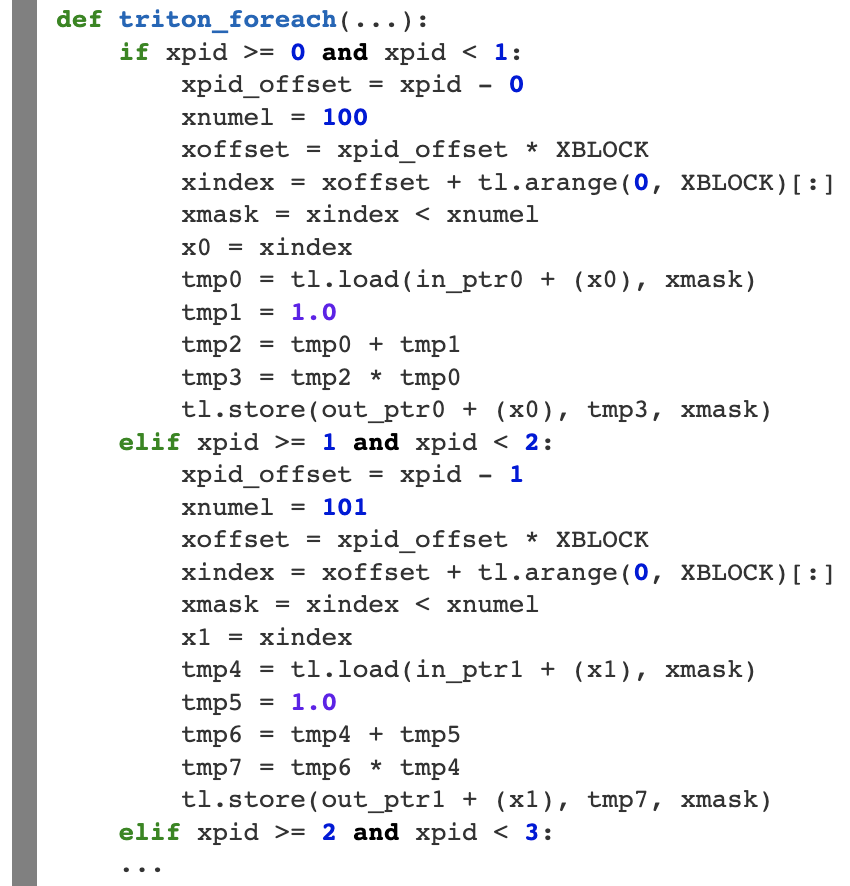 def triton_foreach(...):
    if xpid >= 0 and xpid < 1:
        xpid_offset = xpid - 0
        xnumel = 100
        xoffset = xpid_offset * XBLOCK
        xindex = xoffset + tl.arange(0, XBLOCK)[:]
        xmask = xindex < xnumel
        x0 = xindex
        tmp0 = tl.load(in_ptr0 + (x0), xmask)
        tmp1 = 1.0
        tmp2 = tmp0 + tmp1
        tmp3 = tmp2 * tmp0
        tl.store(out_ptr0 + (x0), tmp3, xmask)
    elif xpid >= 1 and xpid < 2:
        xpid_offset = xpid - 1
        xnumel = 101
        xoffset = xpid_offset * XBLOCK
        xindex = xoffset + tl.arange(0, XBLOCK)[:]
        xmask = xindex < xnumel
        x1 = xindex
        tmp4 = tl.load(in_ptr1 + (x1), xmask)
        tmp5 = 1.0
        tmp6 = tmp4 + tmp5
        tmp7 = tmp6 * tmp4
        tl.store(out_ptr1 + (x1), tmp7, xmask)
    elif xpid >= 2 and xpid < 3:
    ...